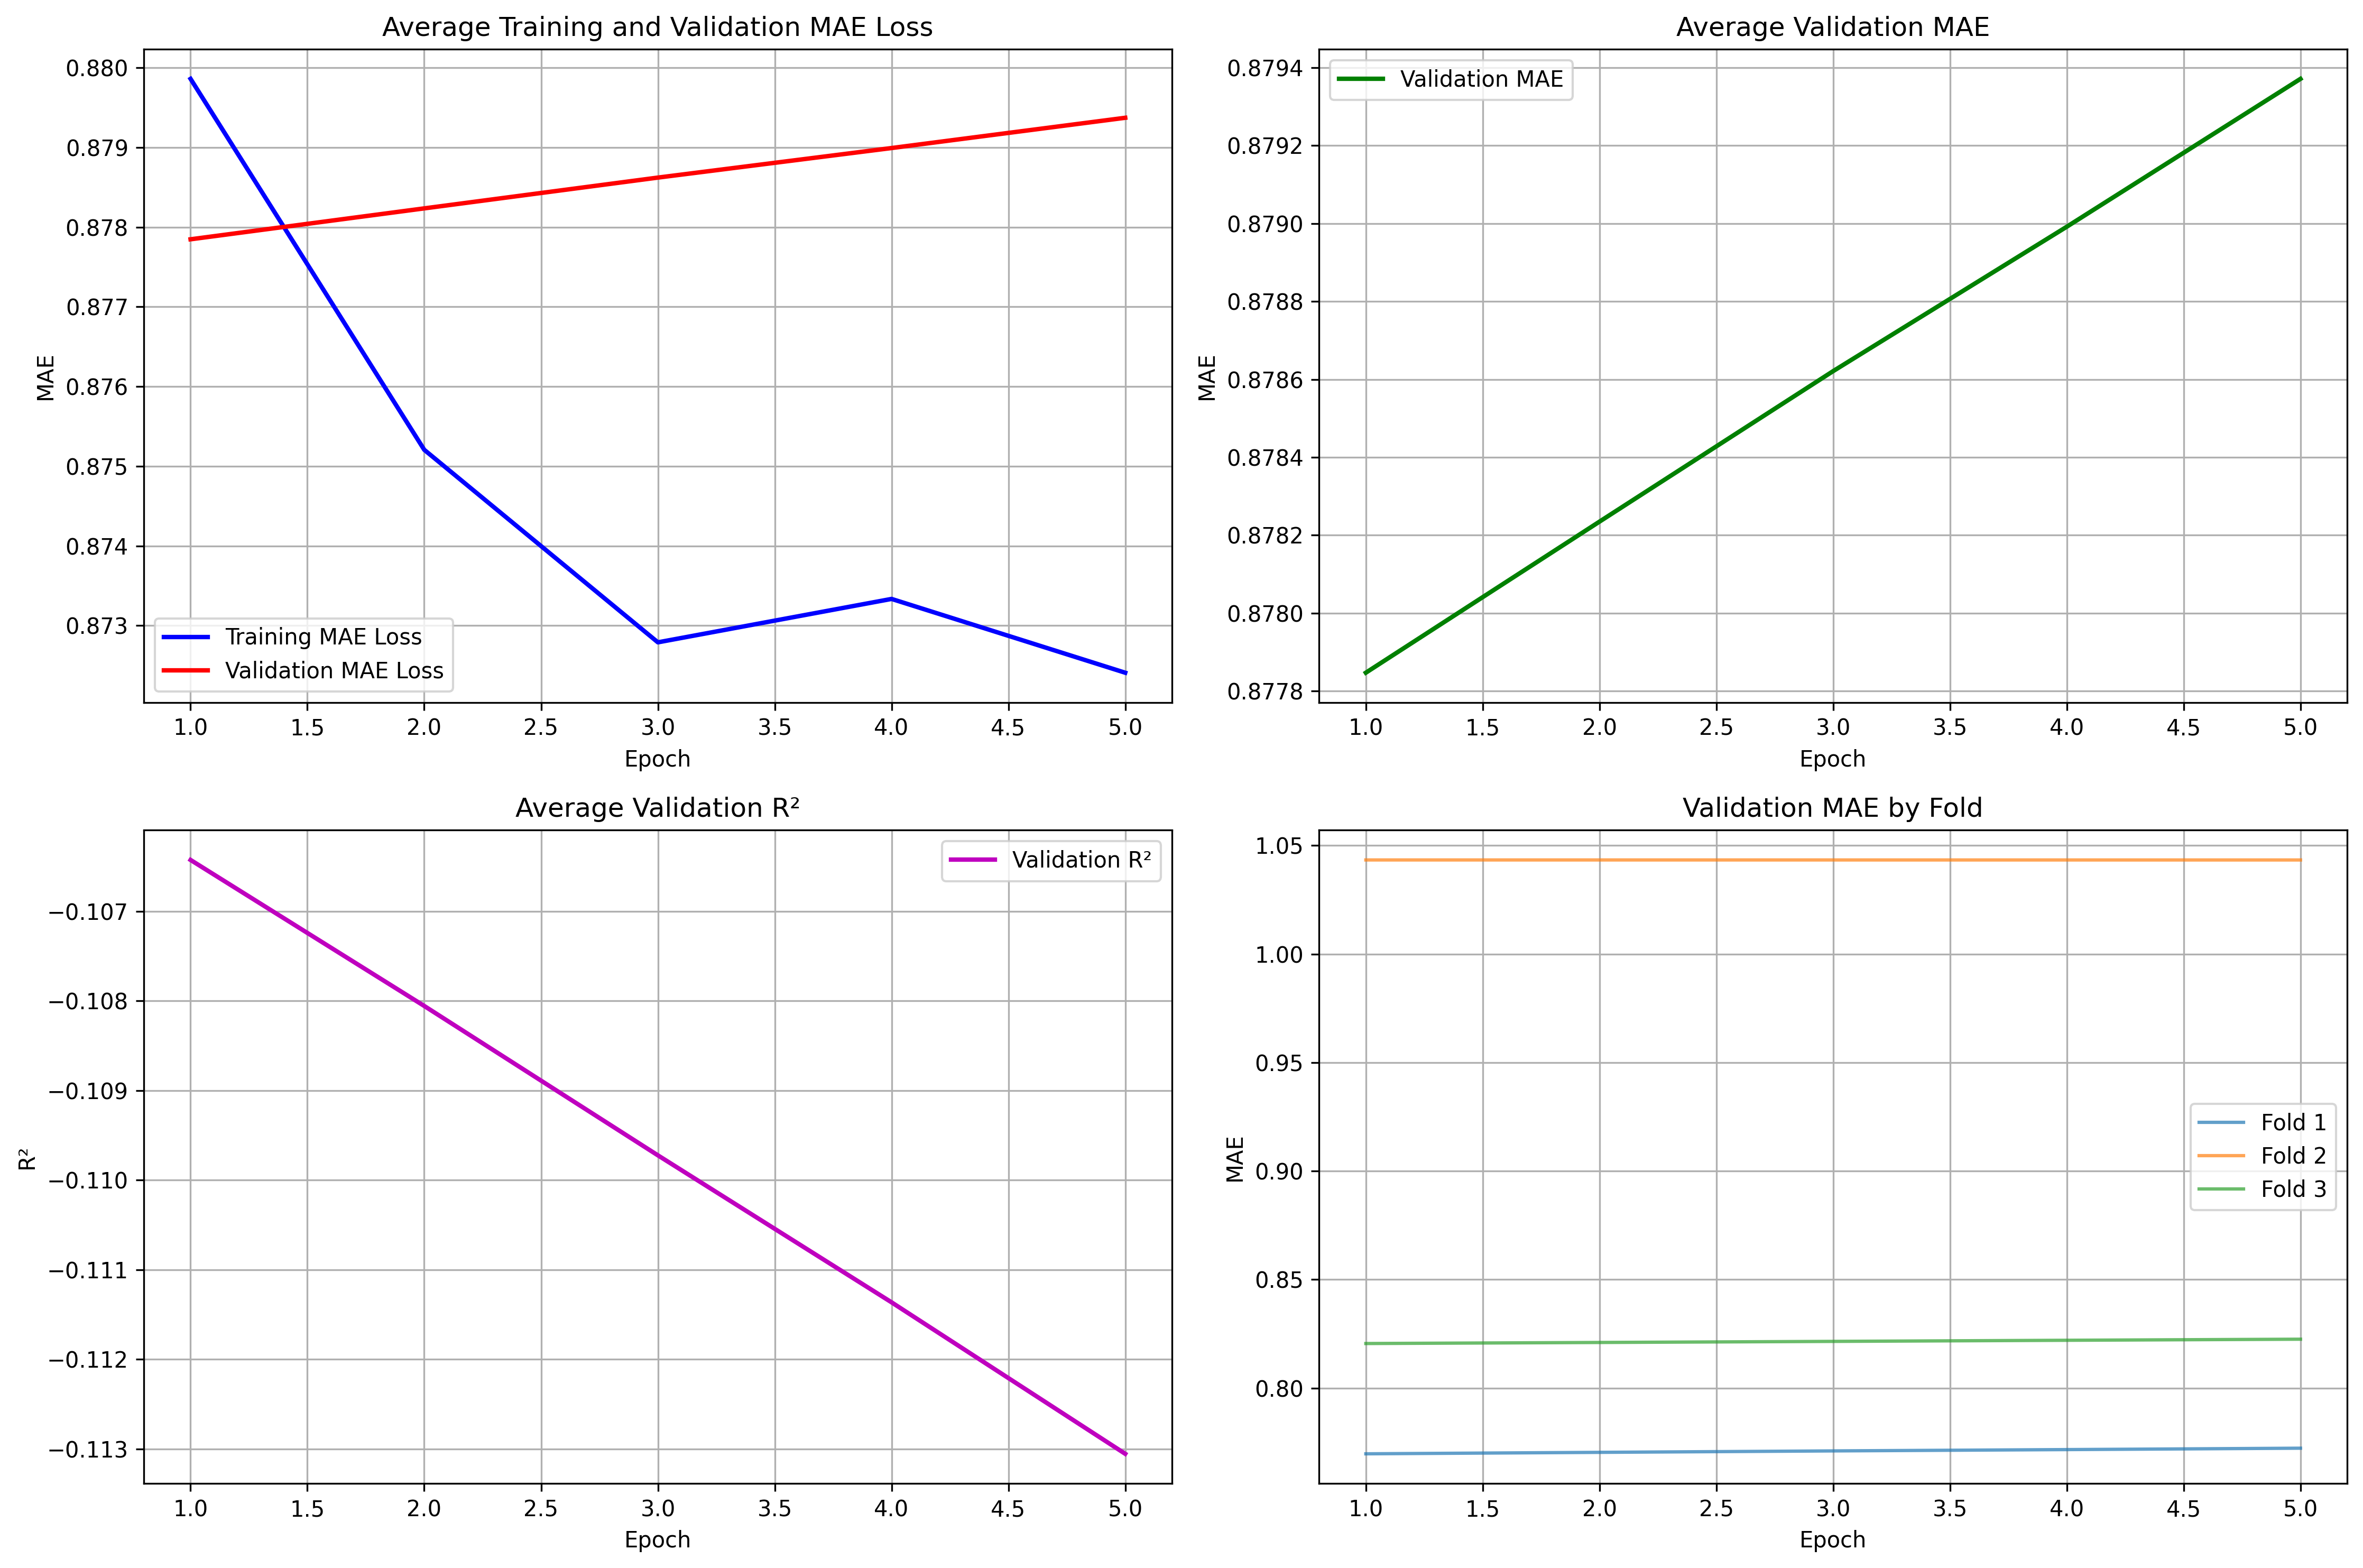 Average Training and Validation MAE Loss
MAE
0.880
0.879
0.878
0.877
0.876
0.875
0.874
0.873
Training MAE Loss
Validation MAE Loss
1.0 1.5 2.0 2.5 3.0 3.5 4.0 4.5 5.0
Epoch
Average Validation MAE
MAE
0.8794
0.8792
0.8790
0.8788
0.8786
0.8784
0.8782
0.8780
0.8778
Validation MAE
1.0 1.5 2.0 2.5 3.0 3.5 4.0 4.5 5.0
Epoch
Average Validation R²
R²
−0.107
−0.108
−0.109
−0.110
−0.111
−0.112
−0.113
Validation R²
1.0 1.5 2.0 2.5 3.0 3.5 4.0 4.5 5.0
Epoch
Validation MAE by Fold
MAE
1.05
1.00
0.95
0.90
0.85
0.80
Fold 1
Fold 2
Fold 3
1.0 1.5 2.0 2.5 3.0 3.5 4.0 4.5 5.0
Epoch